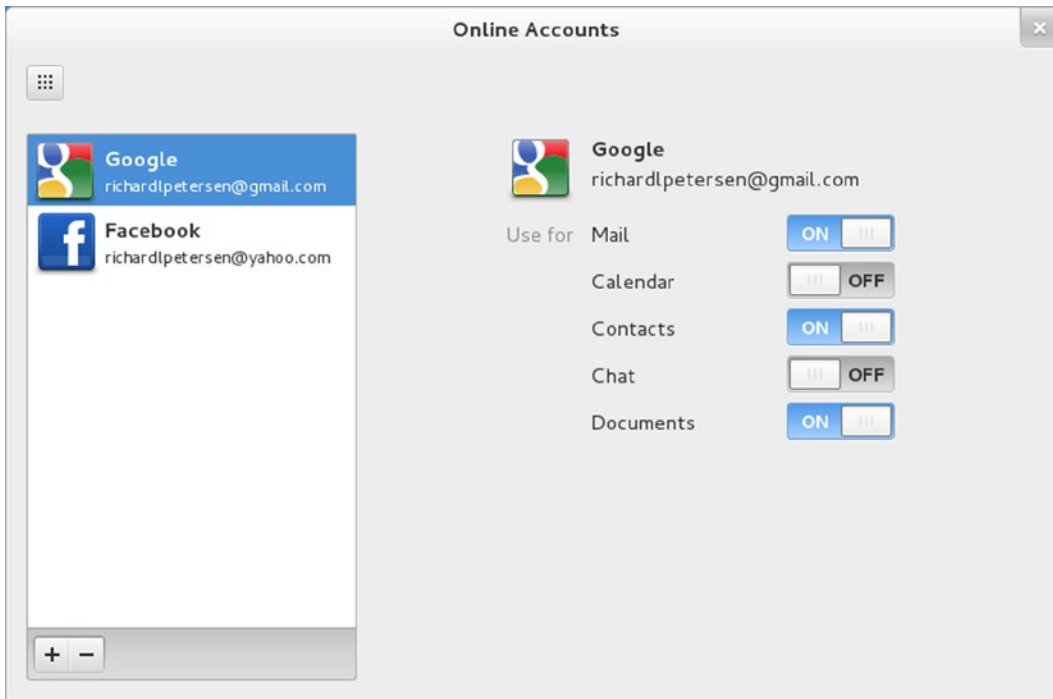 Online Accounts
Google
richardlpetersen@gmail.com
Facebook
richardlpetersen@yahoo.com
Google
richardlpetersen@gmail.com
Use for Mail ON
Calendar OFF
Contacts ON
Chat OFF
Documents ON